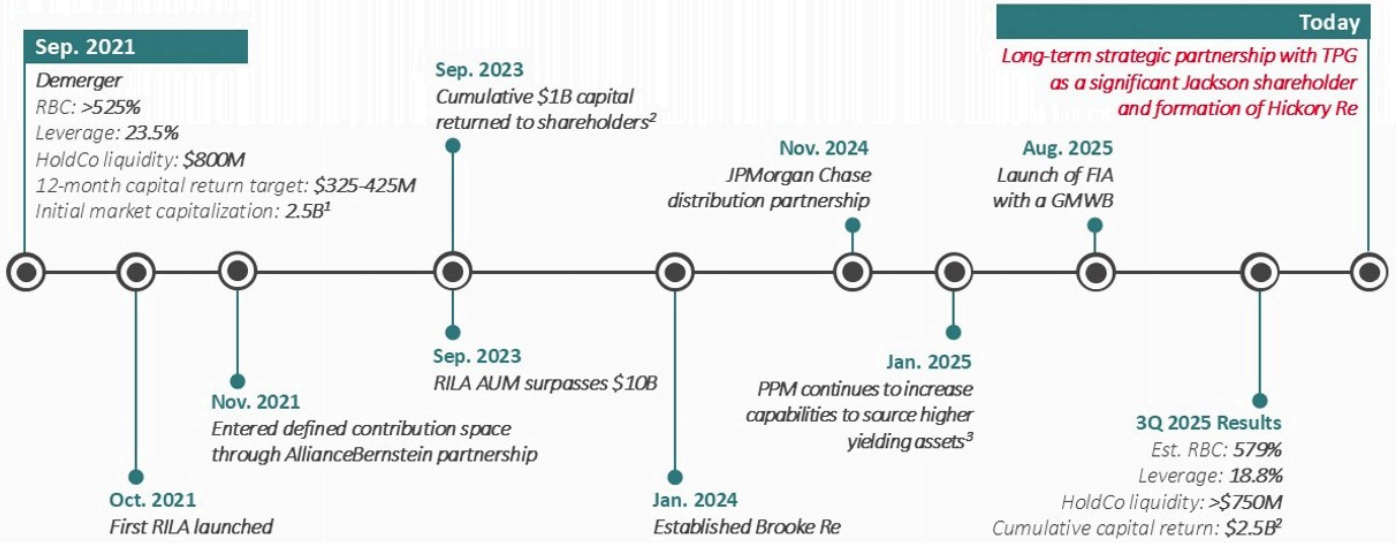 Sep. 2021
Demerger
RBC: >525%
Leverage: 23.5%
HoldCo liquidity: $800M
12-month capital return target: $325-425M
Initial market capitalization: 2.5B¹
Oct. 2021
First RILA launched
Nov. 2021
Entered defined contribution space
through AllianceBernstein partnership
Sep. 2023
Cumulative $1B capital
returned to shareholders²
Sep. 2023
RILA AUM surpasses $10B
Jan. 2024
Established Brooke Re
Nov. 2024
JPMorgan Chase
distribution partnership
Jan. 2025
PPM continues to increase
capabilities to source higher
yielding assets³
Aug. 2025
Launch of FIA
with a GMWB
3Q 2025 Results
Est. RBC: 579%
Leverage: 18.8%
HoldCo liquidity: >$750M
Cumulative capital return: $2.5B²
Today
Long-term strategic partnership with TPG
as a significant Jackson shareholder
and formation of Hickory Re